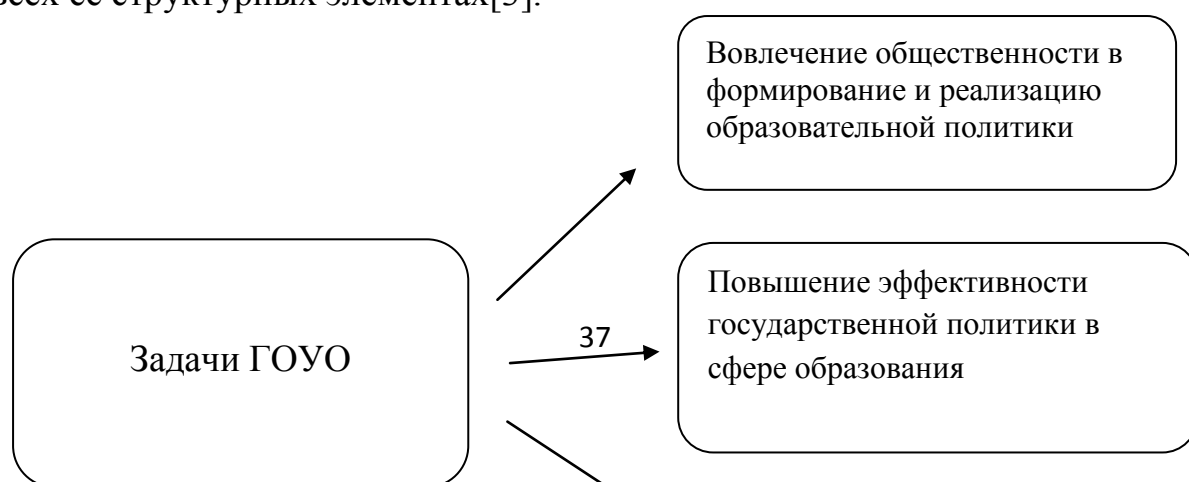 всех ее структурных элементах[5].
Вовлечение общественности в
формирование и реализацию
образовательной политики
Задачи ГОУО
37
Повышение эффективности
государственной политики в
сфере образования